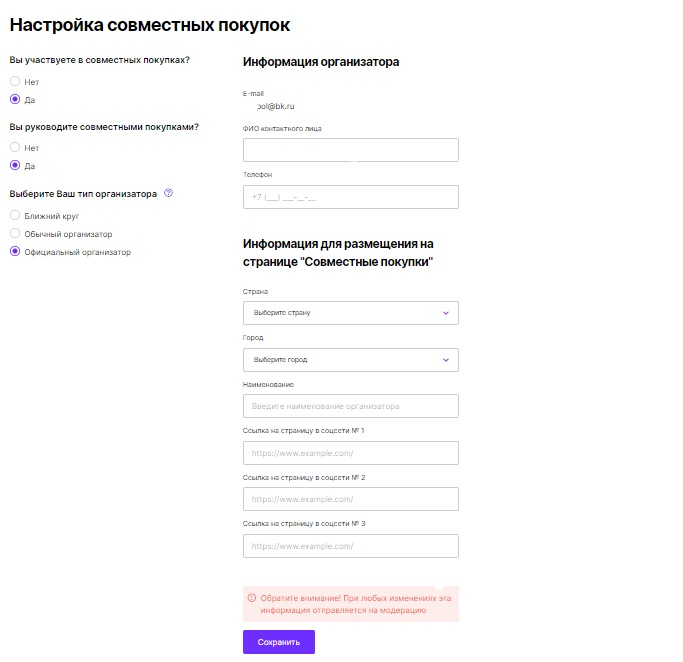 Настройка совместных покупок
Вы участвуете в совместных покупках?
Нет
Да
Вы руководите совместными покупками?
Нет
Да
Выберите Ваш тип организатора
Ближний круг
Обычный организатор
Официальный организатор
Информация организатора
E-mail
pol@bk.ru
ФИО контактного лица
Телефон
+7 (___) ___-__-__
Информация для размещения на
странице "Совместные покупки"
Страна
Выберите страну
Город
Выберите город
Наименование
Введите наименование организатора
Ссылка на страницу в соцсети № 1
https://www.example.com/
Ссылка на страницу в соцсети № 2
https://www.example.com/
Ссылка на страницу в соцсети № 3
https://www.example.com/
Обратите внимание! При любых изменениях эта
информация отправляется на модерацию
Сохранить